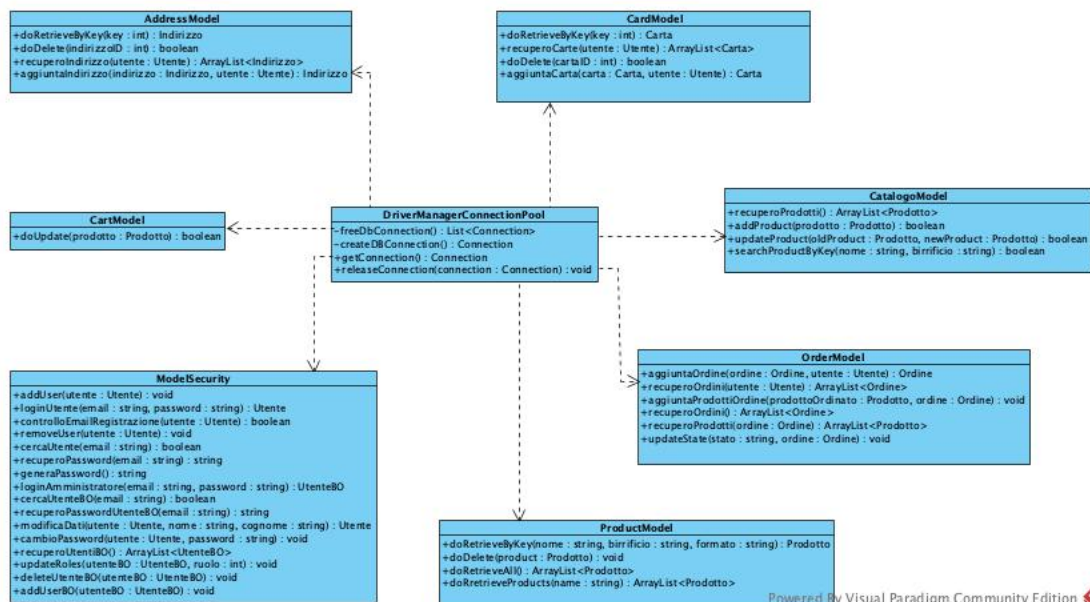 AddressModel
+doRetrieveByKey(key : int) : Indirizzo
+doDelete(indirizzoID : int) : boolean
+recuperoIndirizzo(utente : Utente) : ArrayList<Indirizzo>
+aggiuntaIndirizzo(indirizzo : Indirizzo, utente : Utente) : Indirizzo
CardModel
+doRetrieveByKey(key : int) : Carta
+recuperoCarte(utente : Utente) : ArrayList<Carta>
+doDelete(cartaID : int) : boolean
+aggiuntaCarta(carta : Carta, utente : Utente) : Carta
CartModel
+doUpdate(prodotto : Prodotto) : boolean
DriverManagerConnectionPool
-freeDbConnection() : List<Connection>
-createDBConnection() : Connection
+getConnection() : Connection
+releaseConnection(connection : Connection) : void
CatalogoModel
+recuperoProdotti() : ArrayList<Prodotto>
+addProduct(prodotto : Prodotto) : boolean
+updateProduct(oldProduct : Prodotto, newProduct : Prodotto) : boolean
+searchProductByKey(nome : string, birrificio : string) : boolean
ModelSecurity
+addUser(utente : Utente) : void
+loginUtente(email : string, password : string) : Utente
+controlloEmailRegistrazione(utente : Utente) : boolean
+removeUser(utente : Utente) : void
+cercaUtente(email : string) : boolean
+recuperoPassword(email : string) : string
+generaPassword() : string
+loginAmministratore(email : string, password : string) : UtenteBO
+cercaUtenteBO(email : string) : boolean
+recuperoPasswordUtenteBO(email : string) : string
+modificaDati(utente : Utente, nome : string, cognome : string) : Utente
+cambioPassword(utente : Utente, password : string) : void
+recuperoUtentiBO() : ArrayList<UtenteBO>
+updateRoles(utenteBO : UtenteBO, ruolo : int) : void
+deleteUtenteBO(utenteBO : UtenteBO) : void
+addUserBO(utenteBO : UtenteBO) : void
OrderModel
+aggiuntaOrdine(ordine : Ordine, utente : Utente) : Ordine
+recuperoOrdini(utente : Utente) : ArrayList<Ordine>
+aggiuntaProdottiOrdine(prodottoOrdinato : Prodotto, ordine : Ordine) : void
+recuperoOrdini() : ArrayList<Ordine>
+recuperoProdotti(ordine : Ordine) : ArrayList<Prodotto>
+updateState(stato : string, ordine : Ordine) : void
ProductModel
+doRetrieveByKey(nome : string, birrificio : string, formato : string) : Prodotto
+doDelete(product : Prodotto) : void
+doRetrieveAll() : ArrayList<Prodotto>
+doRretrieveProducts(name : string) : ArrayList<Prodotto>
Powered By Visual Paradigm Community Edition